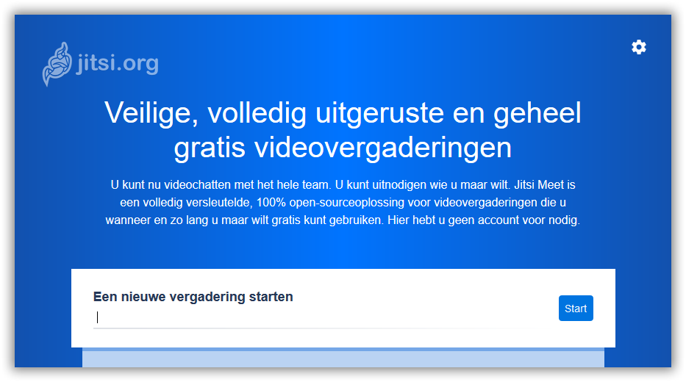 jitsi.org
Veilige, volledig uitgeruste en geheel
gratis videovergaderingen
U kunt nu videochatten met het hele team. U kunt uitnodigen wie u maar wilt. Jitsi Meet is
een volledig versleutelde, 100% open-sourceoplossing voor videovergaderingen die u
wanneer en zo lang u maar wilt gratis kunt gebruiken. Hier hebt u geen account voor nodig.
Een nieuwe vergadering starten
Start